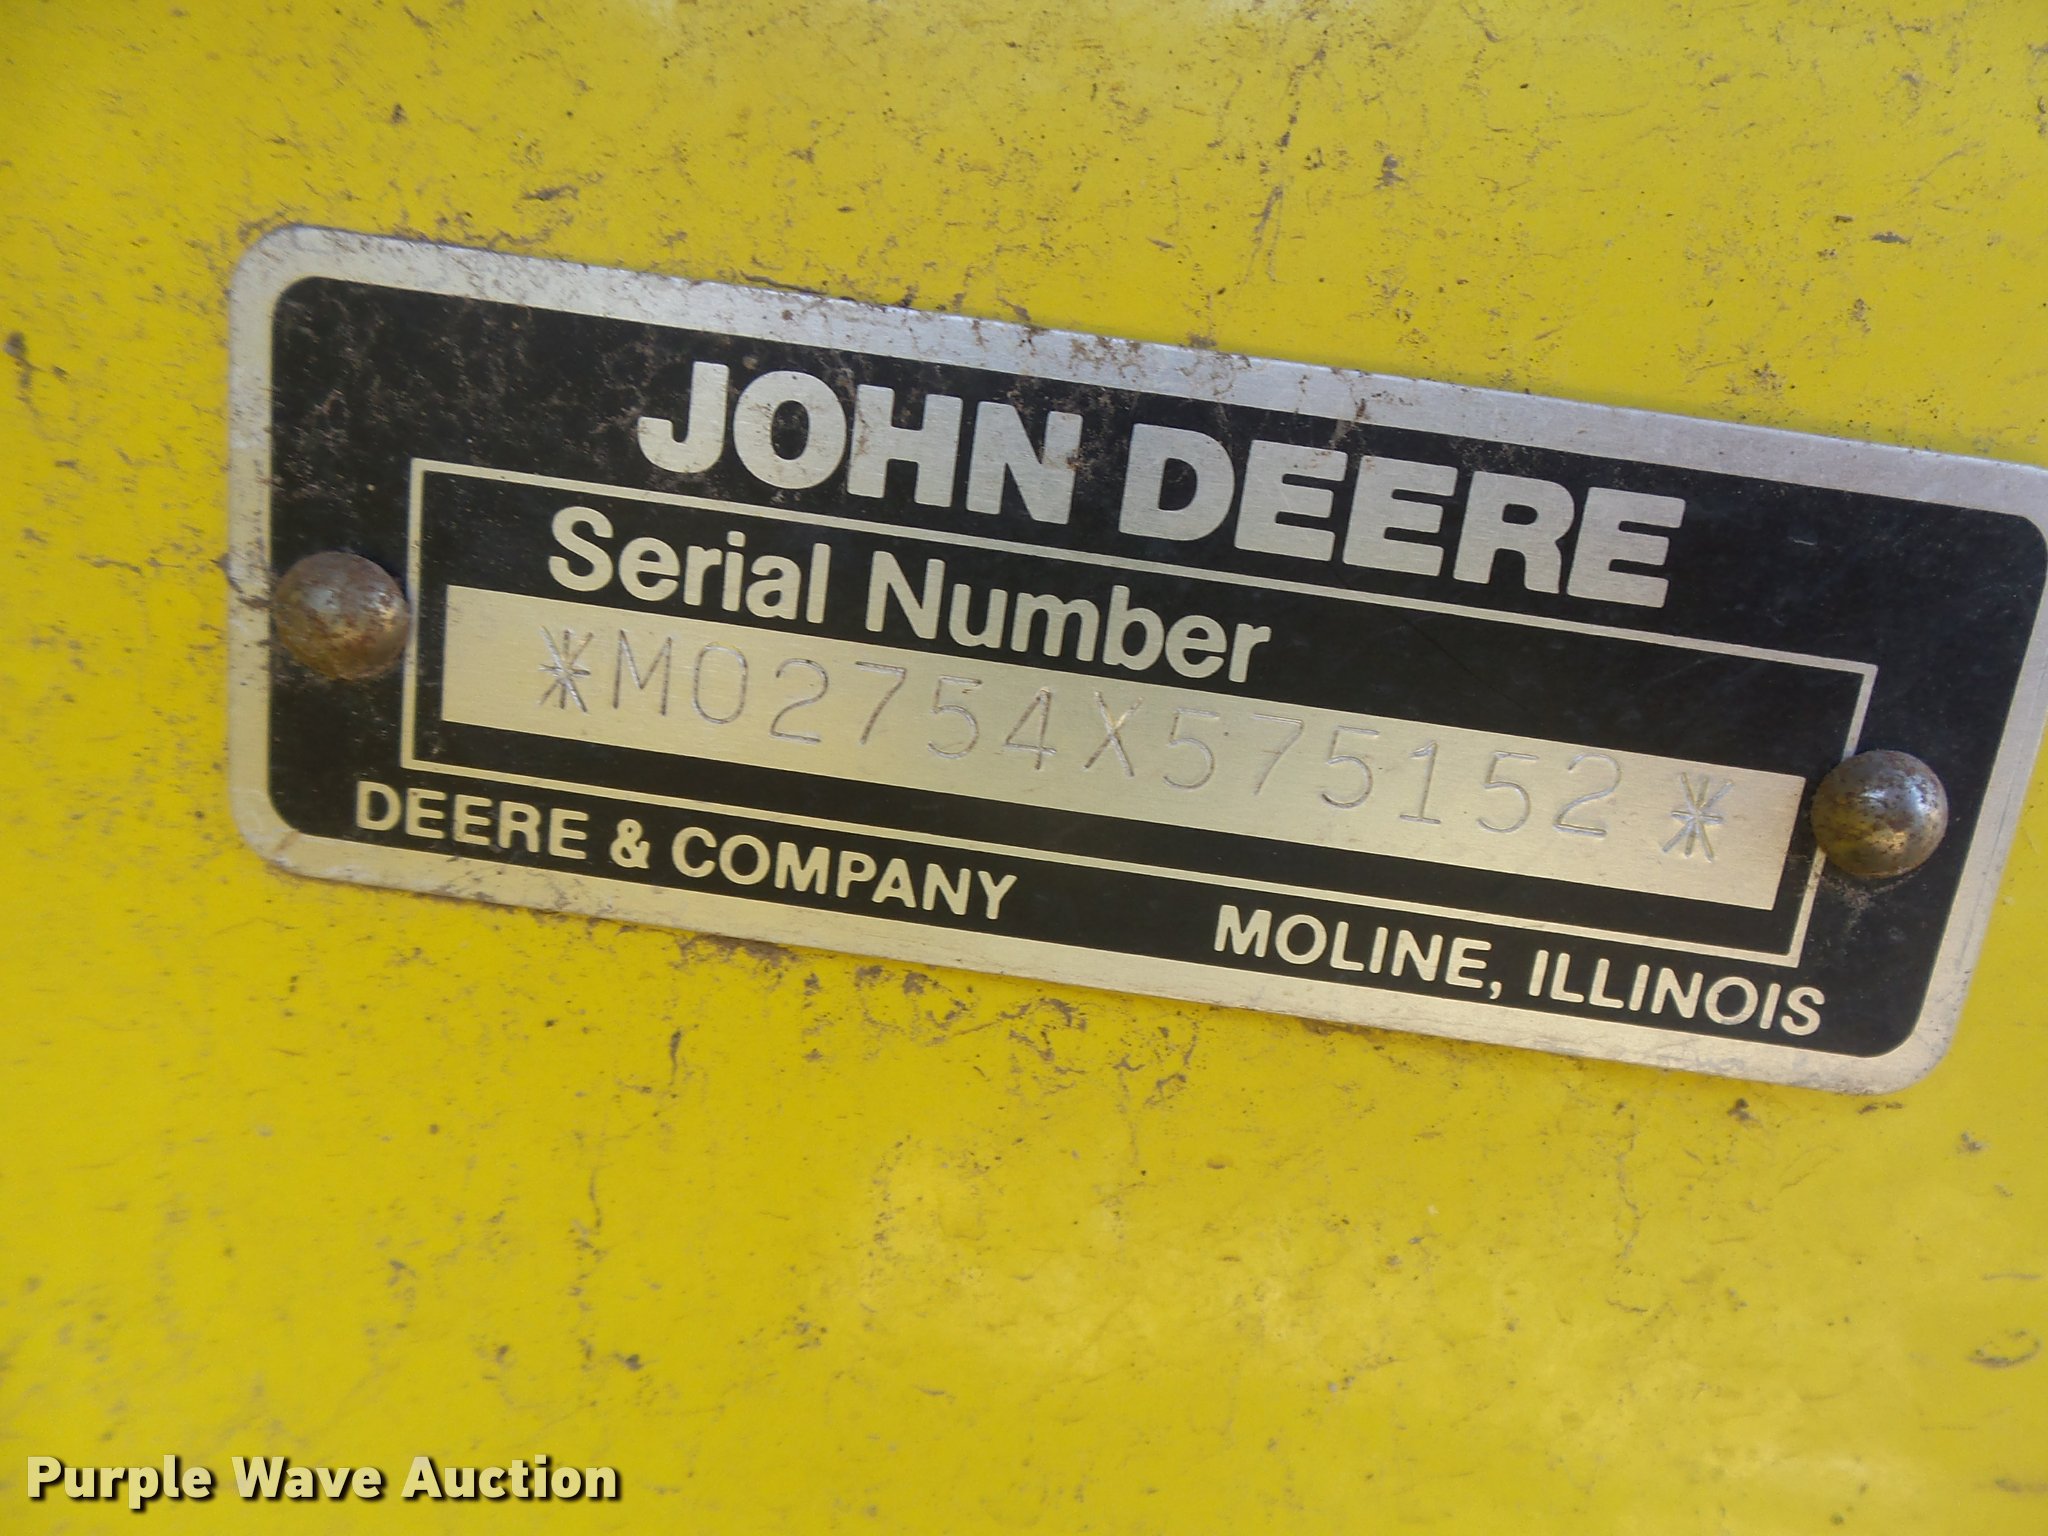 JOHN DEERE
Serial Number
*M02754X575152*
DEERE & COMPANY MOLINE, ILLINOIS
Purple Wave Auction